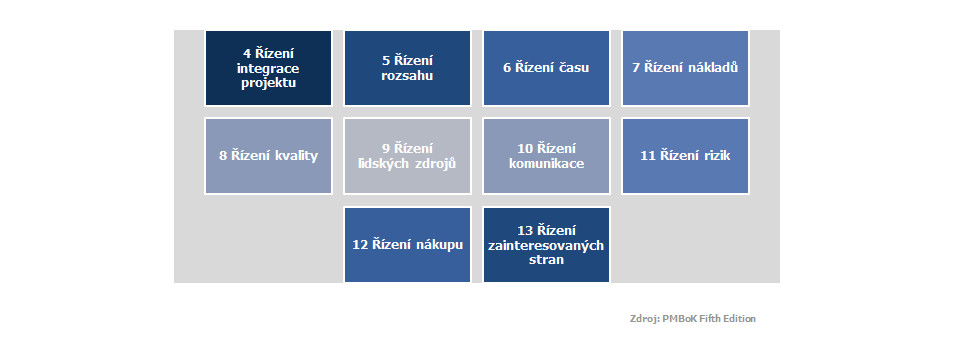 4 Řízení
integrace
projektu
5 Řízení
rozsahu
6 Řízení času
7 Řízení nákladů
8 Řízení kvality
9 Řízení
lidských zdrojů
10 Řízení
komunikace
11 Řízení rizik
12 Řízení nákupu
13 Řízení
zainteresovaných
stran
Zdroj: PMBoK Fifth Edition